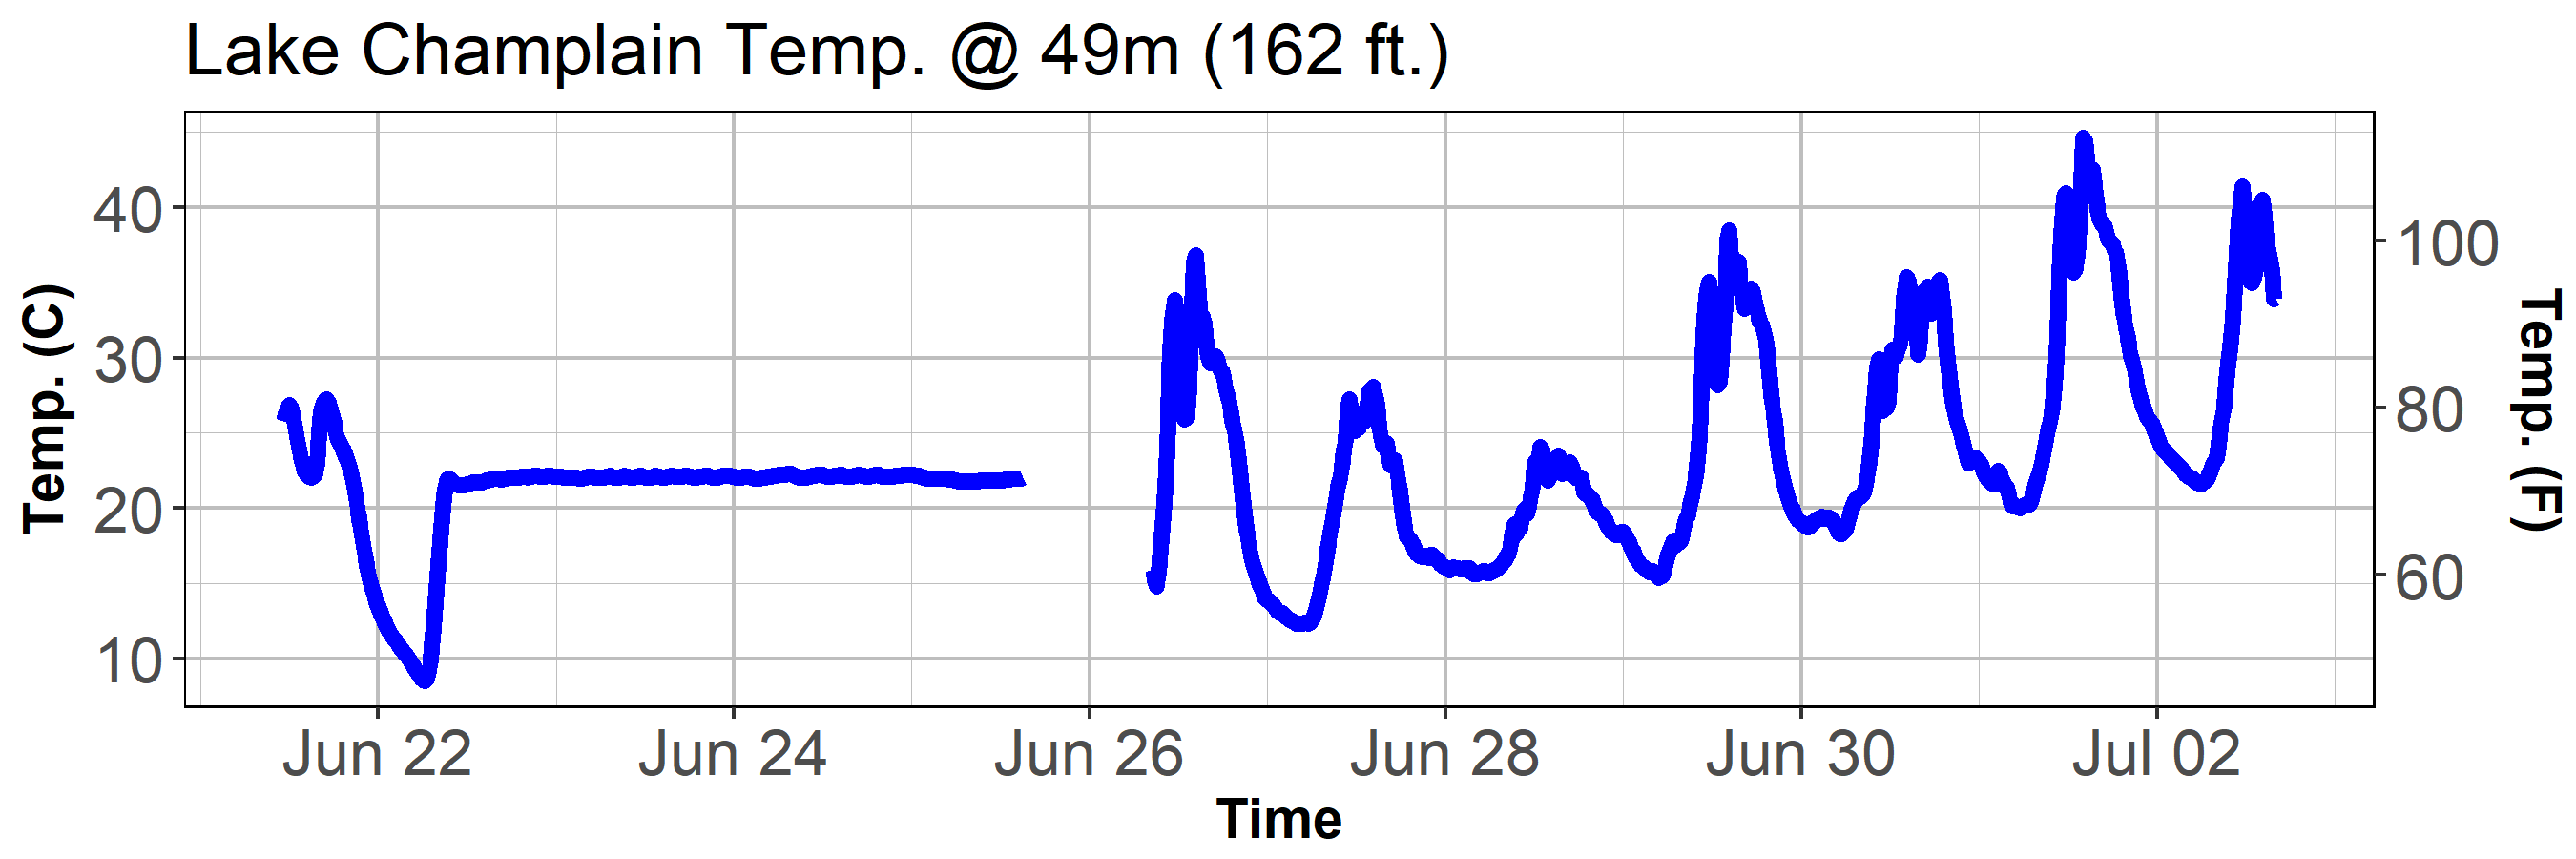 Lake Champlain Temp. @ 49m (162 ft.)
Temp. (C)
40
30
20
10
100
80
60
Temp. (F)
Jun 22 Jun 24 Jun 26 Jun 28 Jun 30 Jul 02
Time